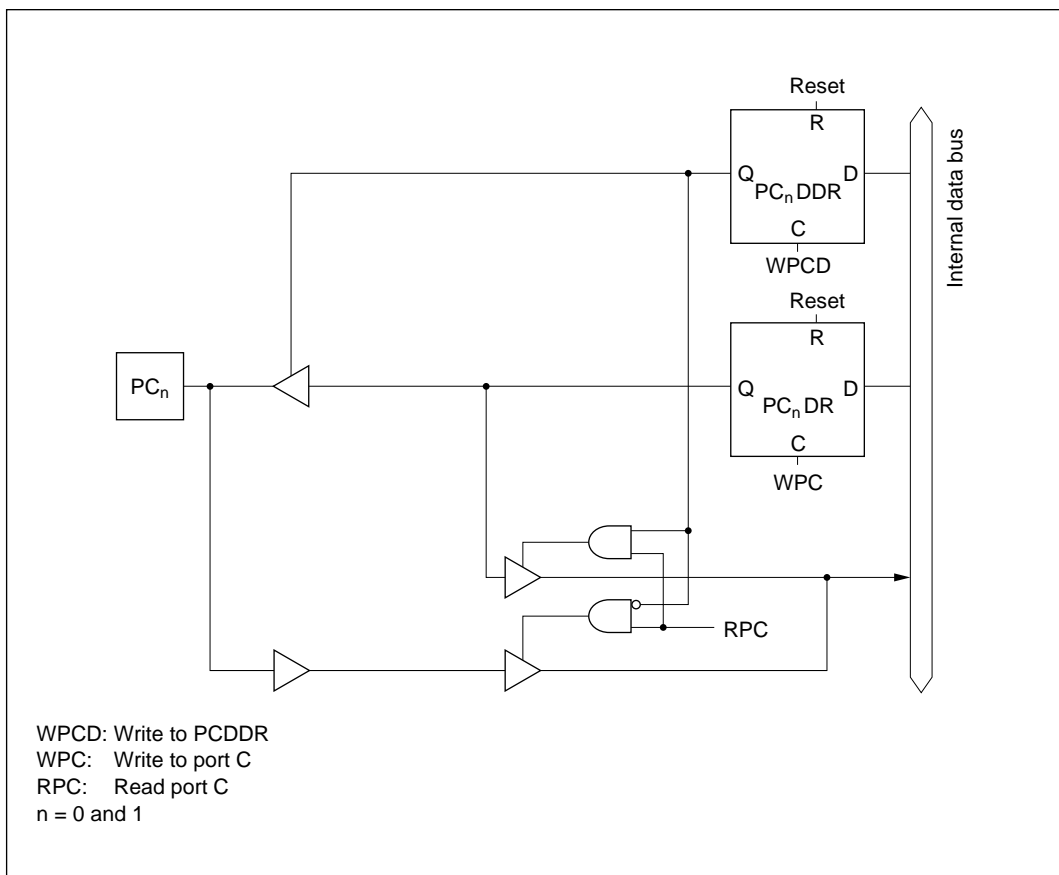 Reset
R
Q PCnDDR D
C
WPCD
Internal data bus
Reset
R
PCn
Q PCnDR D
C
WPC
RPC
WPCD: Write to PCDDR
WPC: Write to port C
RPC: Read port C
n = 0 and 1